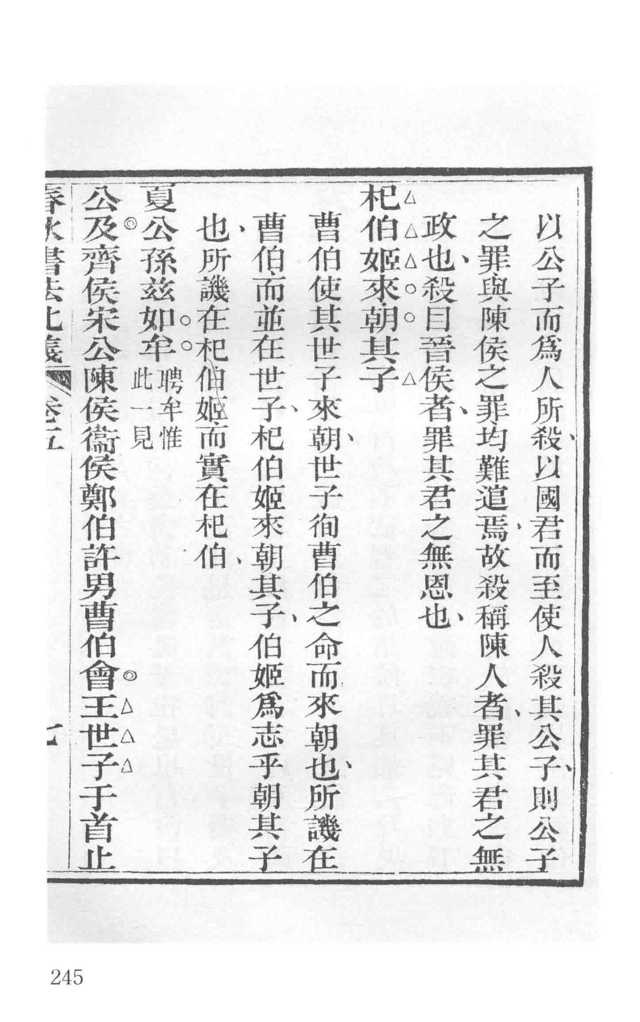 以公子而爲人所殺、以國君而至使人殺其公子、則公子
之罪與陳侯之罪均難逭焉、故殺稱陳人者、罪其君之無
政也、殺曰晉侯者、罪其君之無恩也、
杞伯姬來朝其子
曹伯使其世子來朝、世子徇曹伯之命而來朝也、所譏在
曹伯、而並在世子、杞伯姬來朝其子、伯姬爲志乎朝其子
也、所譏在杞伯姬而實在杞伯、
夏公孫茲如牟 聘牟惟此一見
公及齊侯宋公陳侯衞侯鄭伯許男曹伯會王世子于首止
春秋書法比義 卷五 七
245